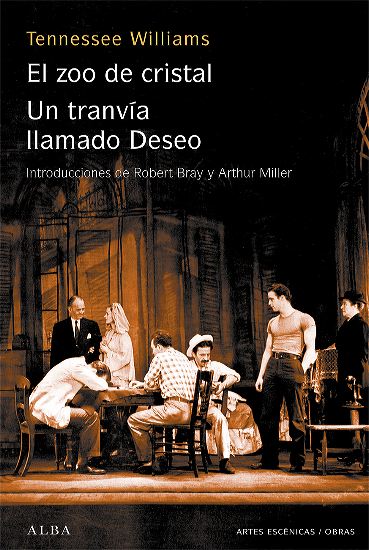 Tennessee Williams
El zoo de cristal
Un tranvía
llamado Deseo
Introducciones de Robert Bray y Arthur Miller
ALBA
ARTES ESCÉNICAS / OBRAS